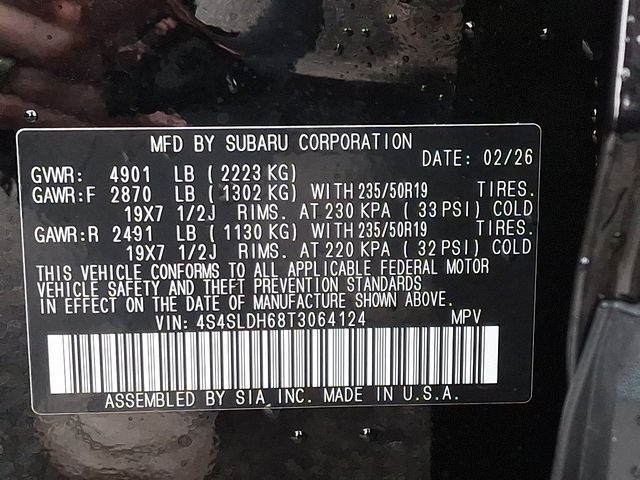 MFD BY SUBARU CORPORATION
DATE: 02/26
GVWR: 4901 LB ( 2223 KG)
GAWR:F 2870 LB ( 1302 KG) WITH 235/50R19 TIRES.
19X7 1/2J RIMS. AT 230 KPA ( 33 PSI) COLD
GAWR:R 2491 LB ( 1130 KG) WITH 235/50R19 TIRES.
19X7 1/2J RIMS. AT 220 KPA ( 32 PSI) COLD
THIS VEHICLE CONFORMS TO ALL APPLICABLE FEDERAL MOTOR
VEHICLE SAFETY AND THEFT PREVENTION STANDARDS
IN EFFECT ON THE DATE OF MANUFACTURE SHOWN ABOVE.
VIN: 4S4SLDH68T3064124 MPV
ASSEMBLED BY SIA, INC. MADE IN U.S.A.